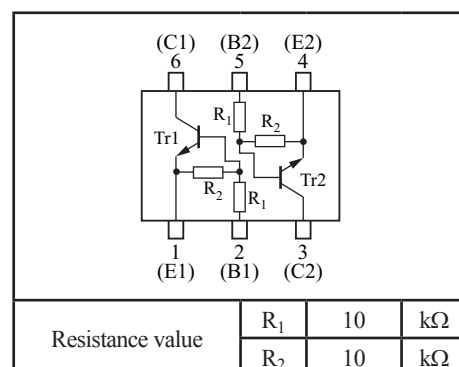 (C1) (B2) (E2)
6 5 4
R1
R2
Tr1
Tr2
R2
R1
1 2 3
(E1) (B1) (C2)
Resistance value R1 10 kΩ
R2 10 kΩ